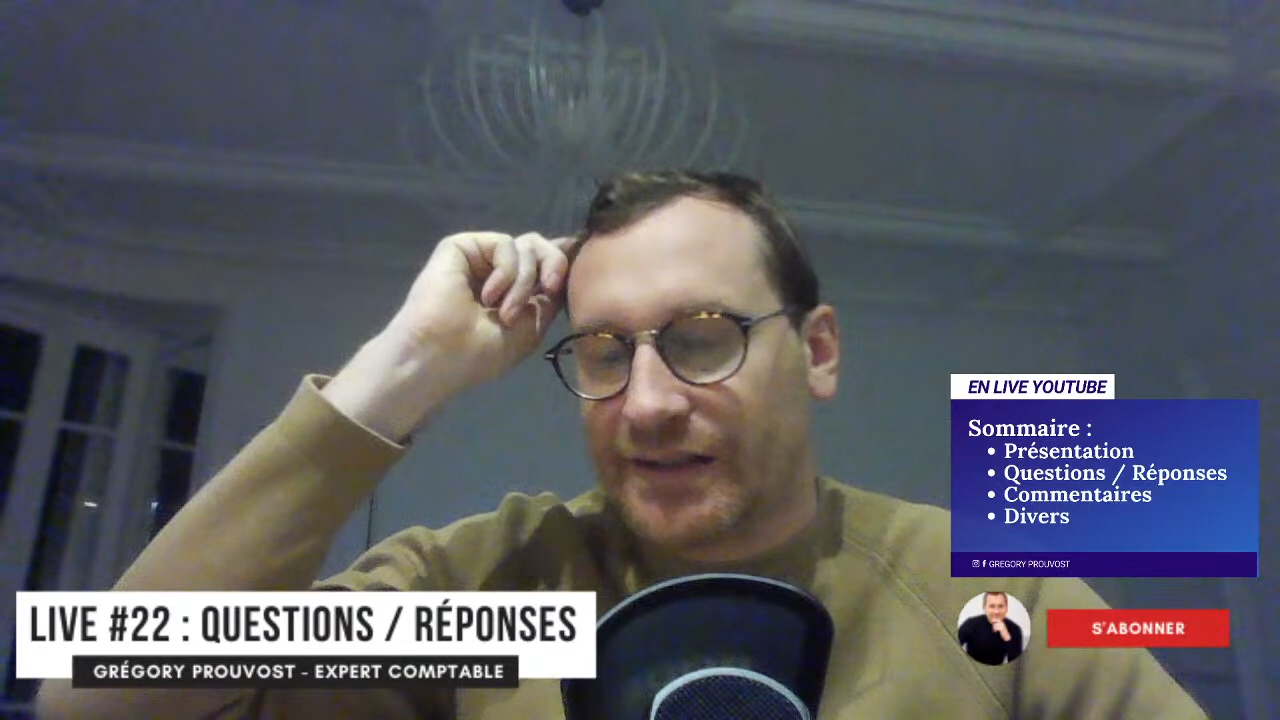 EN LIVE YOUTUBE
Sommaire :
• Présentation
• Questions / Réponses
• Commentaires
• Divers
GREGORY PROUVOST
LIVE #22 : QUESTIONS / RÉPONSES
GRÉGORY PROUVOST - EXPERT COMPTABLE
S'ABONNER